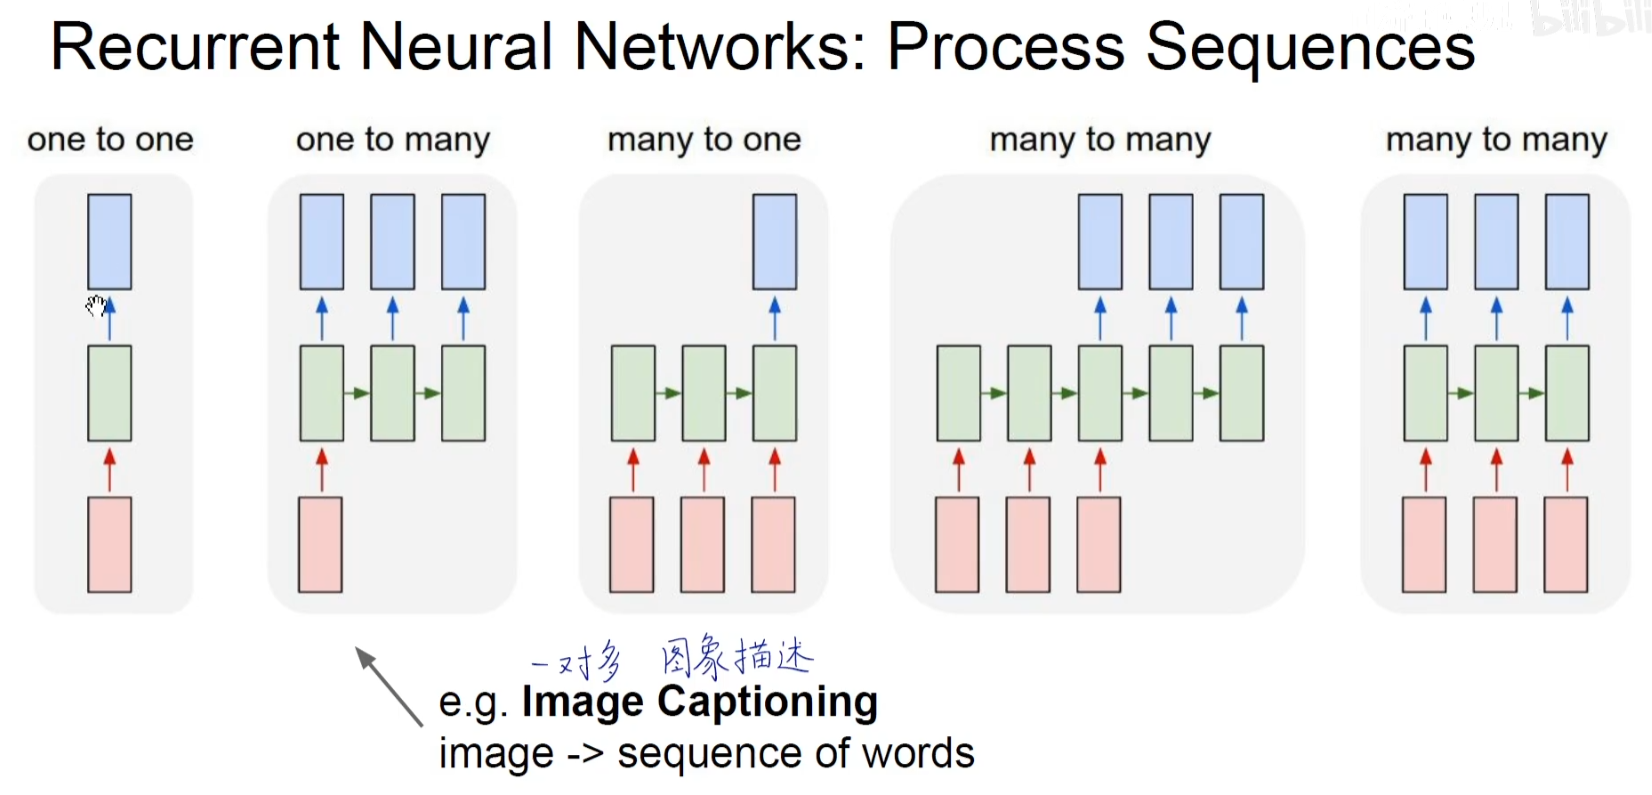 Recurrent Neural Networks: Process Sequences
one to one
one to many
many to one
many to many
many to many
一对多 图象描述
e.g. Image Captioning
image -> sequence of words
bilibili